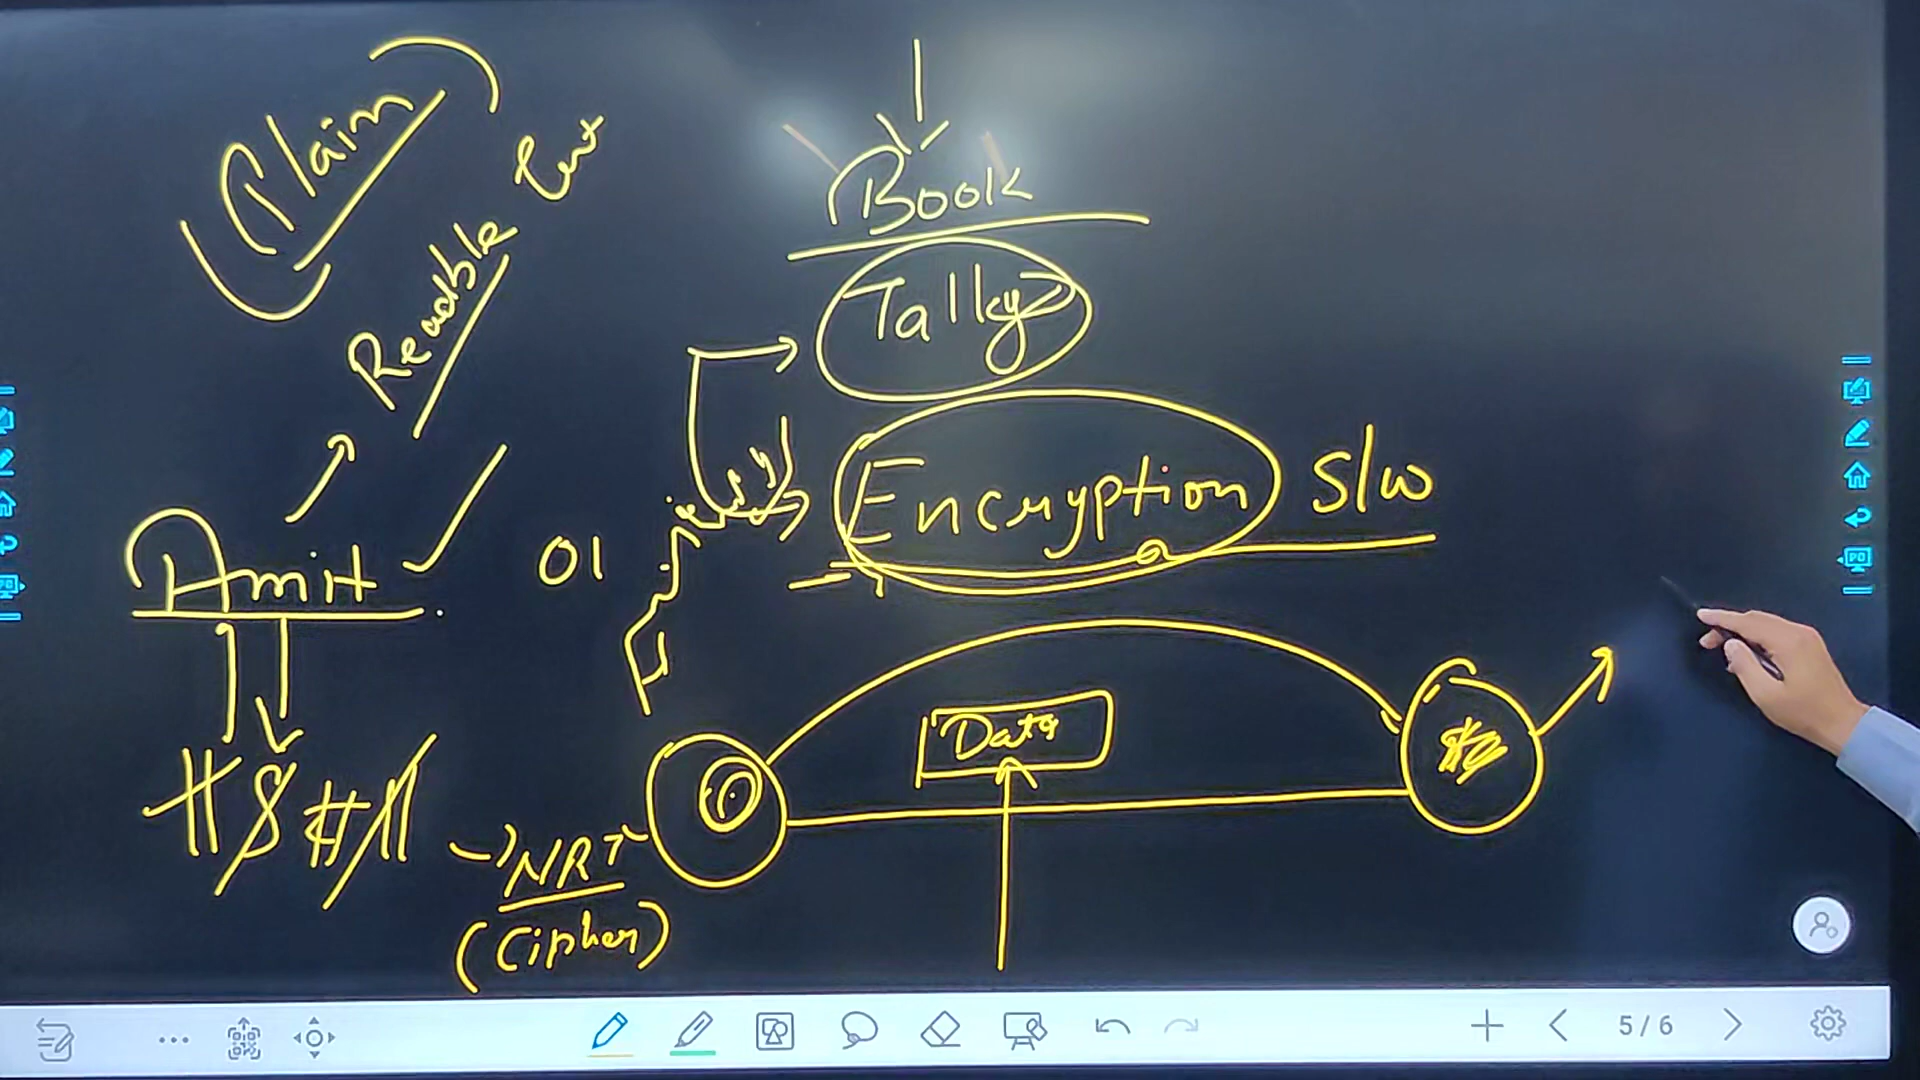 Plain
Readable Text
Amit
Book
Tally
Encryption S/w
01
Data
→ NRT
(Cipher)
5 / 6